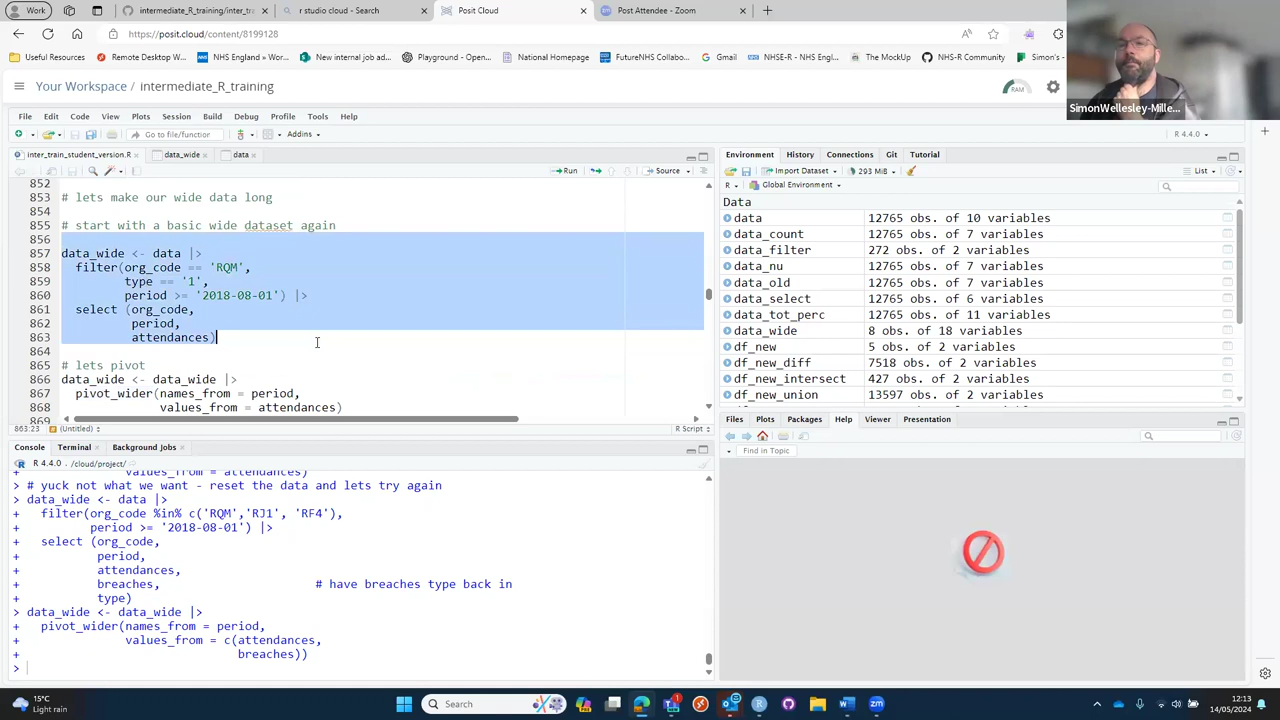 intermediate_R_training/inter_tra
r studio cloud - Search
Posit Cloud
Post Attendee - Zoom
https://posit.cloud/content/8199128
Useful Resources
Remote Desktop W...
NHS England
New internal job ad...
Playground - Open...
FutureNHS Collabo...
Gmail
NHSE-R - NHS Eng...
The MockUp
NHS-R Community
Simon's
Your Workspace / intermediate_R_training
RAM
SimonWellesley-Mille...
File Edit Code View Plots Session Build Debug Profile Tools Help
Go to file/function
Addins
R 4.4.0
inter_train_student_version.R
data_wide
data
Run
Source
852
853 # lets make our wide data long
854
855 # start with a basic wide dataset again
856
857 data_wide <- data |>
858 filter(org_code == 'RQM',
859 type == '1',
860 period >= '2018-08-01') |>
861 select (org_code,
862 period,
863 attendances)
864
865 # lets pivot
866 data_wide <- data_wide |>
867 pivot_wider(names_from = period,
868 values_from = attendances)
869
863:23 (Untitled)
R Script
Console Terminal Background Jobs
R 4.4.0 · /cloud/project/
+ values_from = attendances)
> # yuck not what we want - reset the data and lets try again
> data_wide <- data |>
+ filter(org_code %in% c('RQM','RJ1', 'RF4'),
+ period >= '2018-08-01') |>
+ select (org_code,
+ period,
+ attendances,
+ breaches, # have breaches type back in
+ type)
> data_wide <- data_wide |>
+ pivot_wider(names_from = period,
+ values_from = c(attendances,
+ breaches))
>
Environment History Connections Git Tutorial
Import Dataset
293 MiB
List
R
Global Environment
Data
data 12765 obs. of 10 variables
data_count 12765 obs. of 7 variables
data_filter 272 obs. of 7 variables
data_nu 12765 obs. of 7 variables
data_old 12765 obs. of 7 variables
data_select 12765 obs. of 6 variables
data_tot_perc 12765 obs. of 11 variables
data_wide 8 obs. of 18 variables
df_new 5 obs. of 2 variables
df_new_diff 7518 obs. of 2 variables
df_new_intersect 427 obs. of 2 variables
df_new_union 13597 obs. of 2 variables
Files Plots Packages Help Viewer Presentation
Find in Topic
15°C
Light rain
Search
12:13
14/05/2024